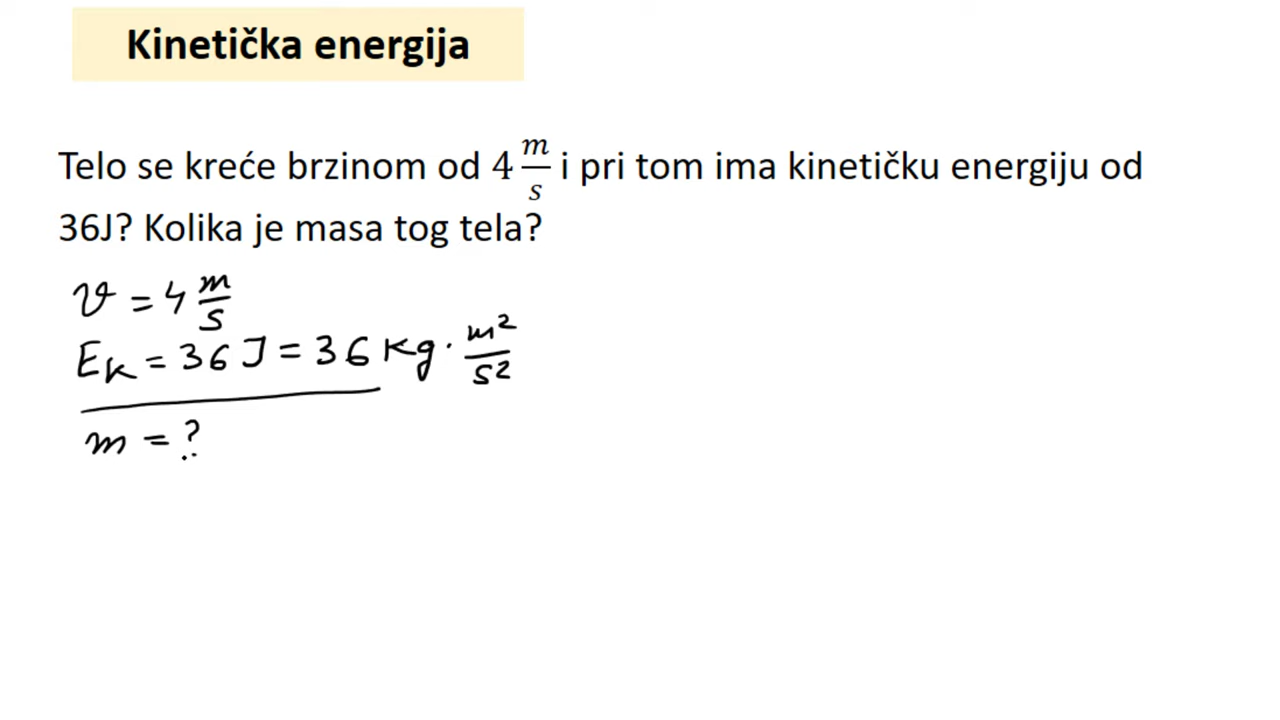 Kinetička energija
Telo se kreće brzinom od 4 m/s i pri tom ima kinetičku energiju od
36J? Kolika je masa tog tela?
v = 4 m/s
Ek = 36 J = 36 kg · m²/s²
m = ?